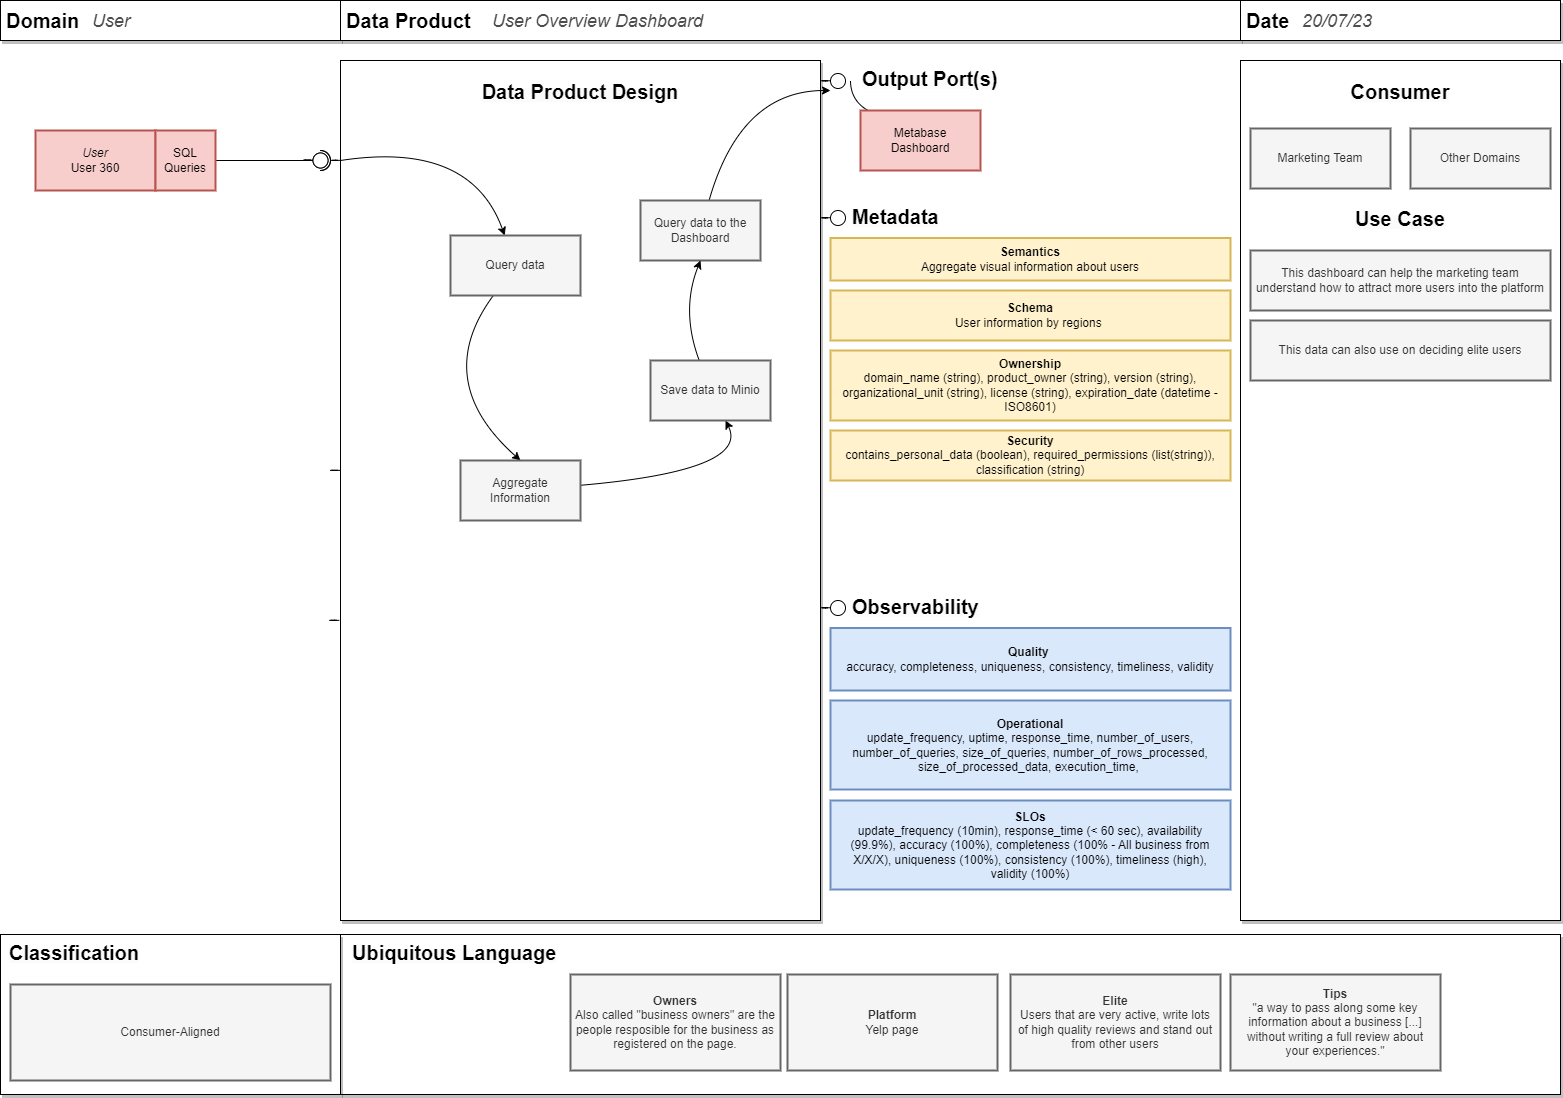 Domain User
Data Product User Overview Dashboard
Date 20/07/23
User
User 360
SQL
Queries
Data Product Design
Query data
Aggregate
Information
Save data to Minio
Query data to the
Dashboard
Output Port(s)
Metabase
Dashboard
Metadata
Semantics
Aggregate visual information about users
Schema
User information by regions
Ownership
domain_name (string), product_owner (string), version (string),
organizational_unit (string), license (string), expiration_date (datetime -
ISO8601)
Security
contains_personal_data (boolean), required_permissions (list(string)),
classification (string)
Observability
Quality
accuracy, completeness, uniqueness, consistency, timeliness, validity
Operational
update_frequency, uptime, response_time, number_of_users,
number_of_queries, size_of_queries, number_of_rows_processed,
size_of_processed_data, execution_time,
SLOs
update_frequency (10min), response_time (< 60 sec), availability
(99.9%), accuracy (100%), completeness (100% - All business from
X/X/X), uniqueness (100%), consistency (100%), timeliness (high),
validity (100%)
Consumer
Marketing Team
Other Domains
Use Case
This dashboard can help the marketing team
understand how to attract more users into the platform
This data can also use on deciding elite users
Classification
Consumer-Aligned
Ubiquitous Language
Owners
Also called "business owners" are the
people resposible for the business as
registered on the page.
Platform
Yelp page
Elite
Users that are very active, write lots
of high quality reviews and stand out
from other users
Tips
"a way to pass along some key
information about a business [...]
without writing a full review about
your experiences."